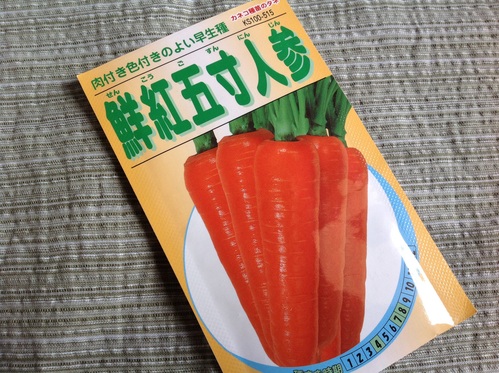 カネコ種苗のタネ
KS100-515
肉付き色付きのよい早生種
せんこうごすんにんじん
鮮紅五寸人参
1 2 3 4 5 6 7 8 9 10